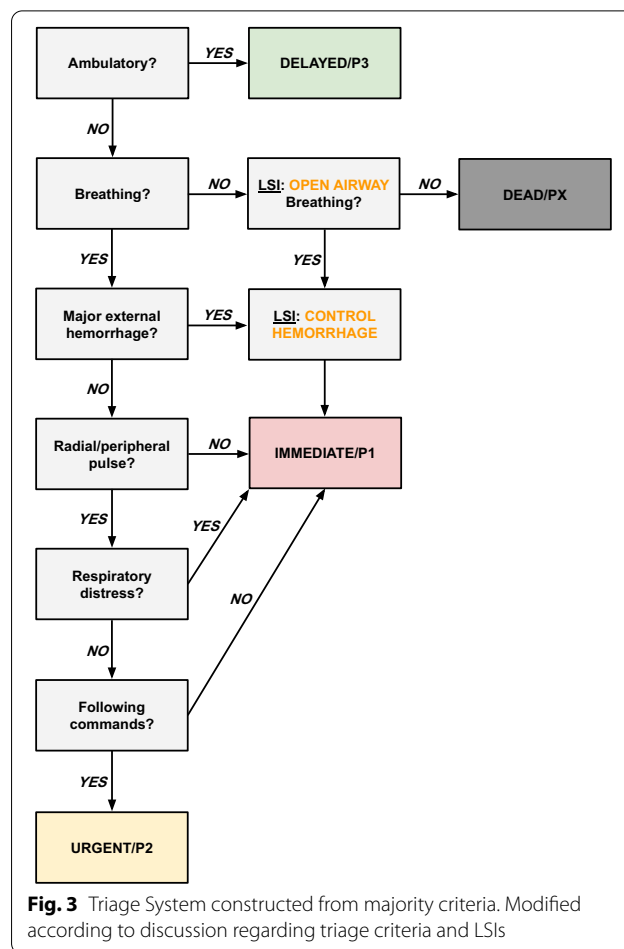 Ambulatory?
YES
DELAYED/P3
NO
Breathing?
NO
LSI: OPEN AIRWAY
Breathing?
NO
DEAD/PX
YES
YES
Major external
hemorrhage?
YES
LSI: CONTROL
HEMORRHAGE
NO
Radial/peripheral
pulse?
NO
IMMEDIATE/P1
YES
YES
Respiratory
distress?
NO
NO
Following
commands?
YES
URGENT/P2
Fig. 3 Triage System constructed from majority criteria. Modified
according to discussion regarding triage criteria and LSIs